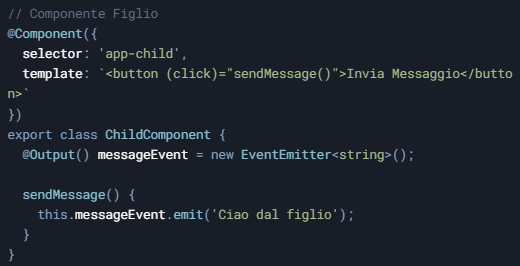 // Componente Figlio
@Component({
  selector: 'app-child',
  template: `<button (click)="sendMessage()">Invia Messaggio</butto
n>`
})
export class ChildComponent {
  @Output() messageEvent = new EventEmitter<string>();

  sendMessage() {
    this.messageEvent.emit('Ciao dal figlio');
  }
}